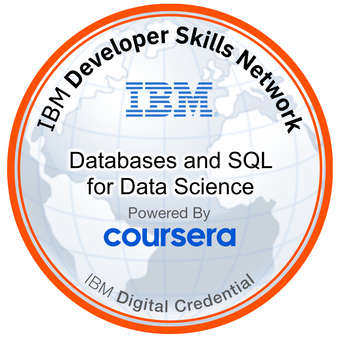 IBM Developer Skills Network
IBM
Databases and SQL
for Data Science
Powered By
coursera
IBM Digital Credential